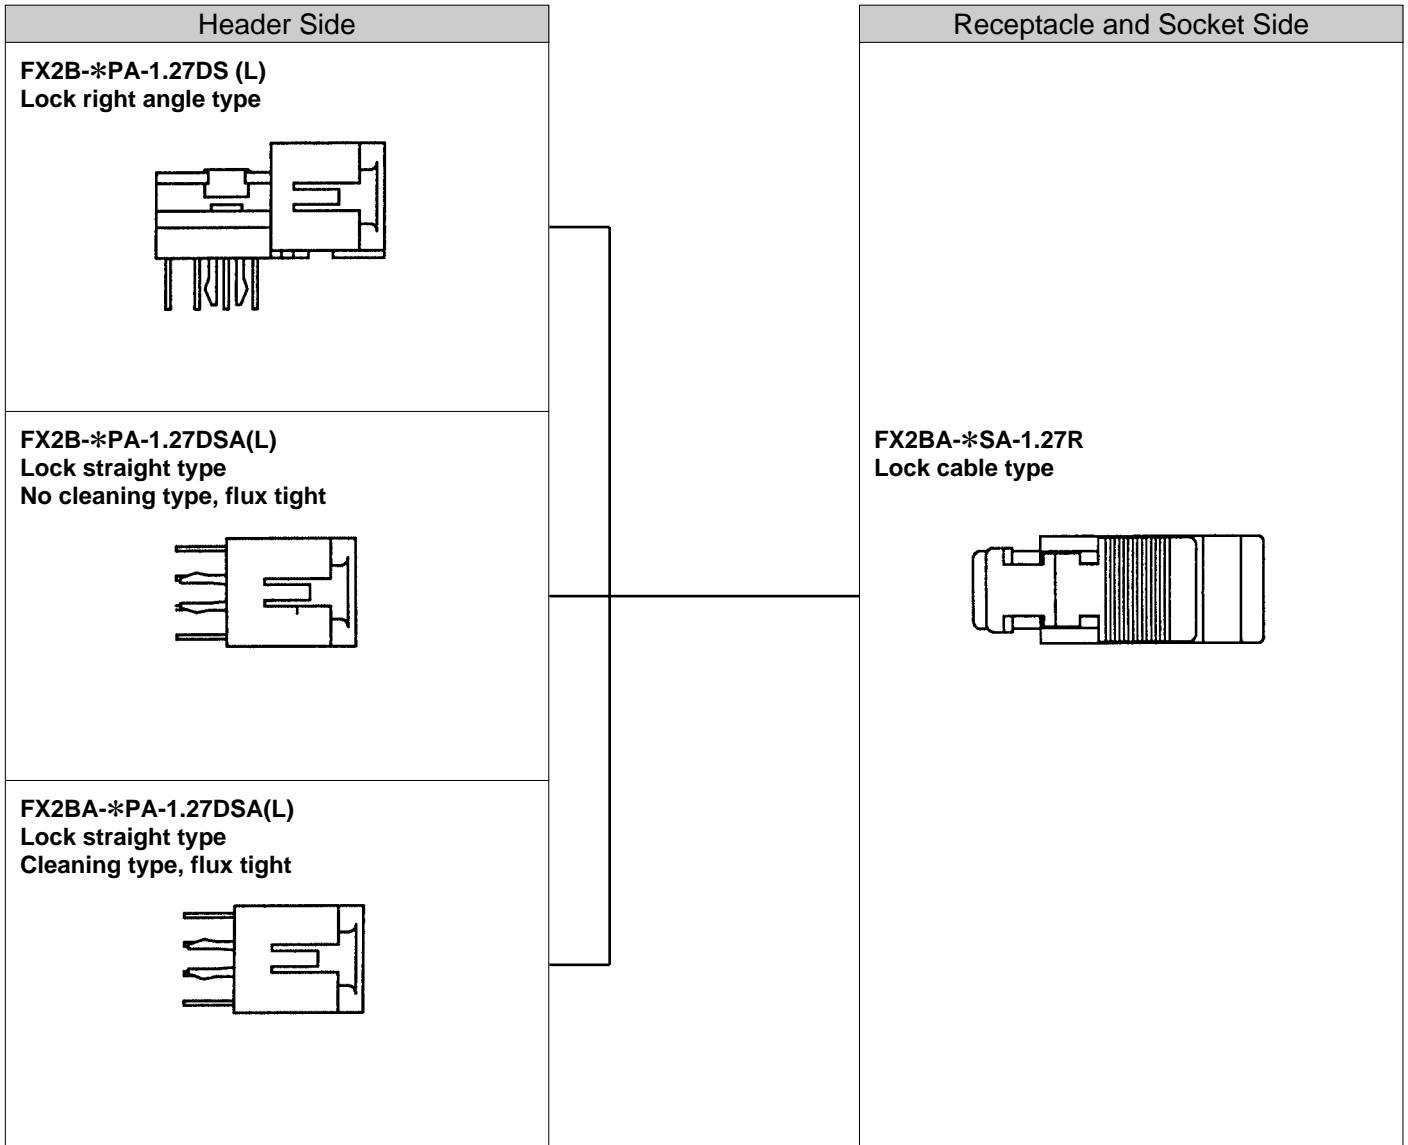 Header Side
Receptacle and Socket Side
FX2B-*PA-1.27DS (L)
Lock right angle type
FX2B-*PA-1.27DSA(L)
Lock straight type
No cleaning type, flux tight
FX2BA-*SA-1.27R
Lock cable type
FX2BA-*PA-1.27DSA(L)
Lock straight type
Cleaning type, flux tight